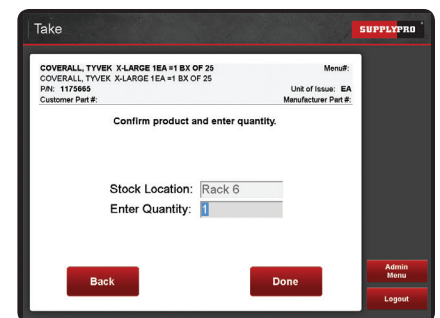 Take
SUPPLYPRO
COVERALL, TYVEK X-LARGE 1EA =1 BX OF 25 Menu#:
COVERALL, TYVEK X-LARGE 1EA =1 BX OF 25
P/N: 1175665 Unit of Issue: EA
Customer Part #: Manufacturer Part #:
Confirm product and enter quantity.
Stock Location: Rack 6
Enter Quantity: 1
Back
Done
Admin
Menu
Logout